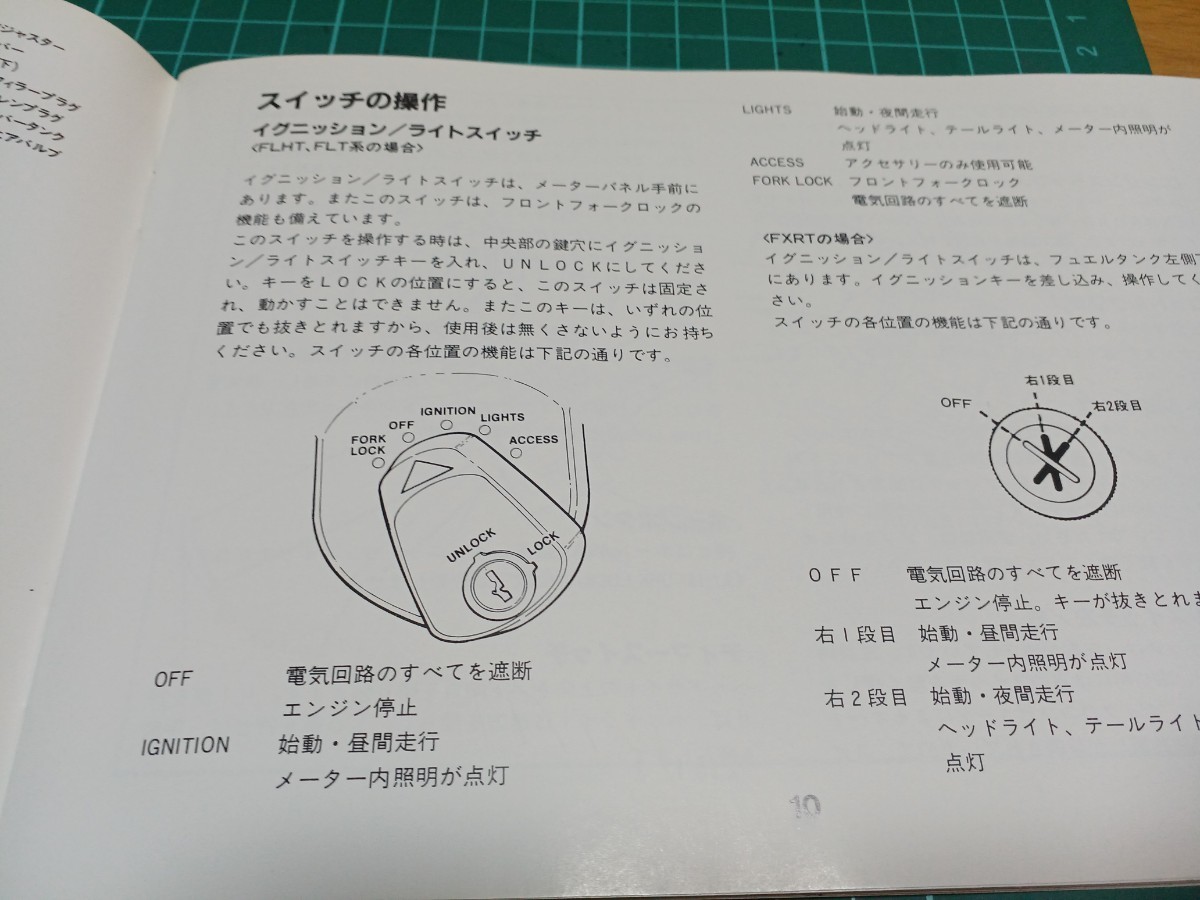 ジャスター
バー
下)
ィラープラグ
レンプラグ
バータンク
エアバルブ
スイッチの操作
イグニッション/ライトスイッチ
<FLHT、FLT系の場合>
イグニッション/ライトスイッチは、メーターパネル手前に
あります。またこのスイッチは、フロントフォークロックの
機能も備えています。
このスイッチを操作する時は、中央部の鍵穴にイグニッショ
ン/ライトスイッチキーを入れ、UNLOCKにしてくださ
い。キーをLOCKの位置にすると、このスイッチは固定さ
れ、動かすことはできません。またこのキーは、いずれの位
置でも抜きとれますから、使用後は無くさないようにお持ち
ください。スイッチの各位置の機能は下記の通りです。
FORK LOCK
OFF
IGNITION
LIGHTS
ACCESS
UNLOCK
LOCK
OFF 電気回路のすべてを遮断
エンジン停止
IGNITION 始動・昼間走行
メーター内照明が点灯
LIGHTS 始動・夜間走行
ヘッドライト、テールライト、メーター内照明が
点灯
ACCESS アクセサリーのみ使用可能
FORK LOCK フロントフォークロック
電気回路のすべてを遮断
<FXRTの場合>
イグニッション/ライトスイッチは、フュエルタンク左側
にあります。イグニッションキーを差し込み、操作してく
さい。
スイッチの各位置の機能は下記の通りです。
OFF
右1段目
右2段目
OFF 電気回路のすべてを遮断
エンジン停止。キーが抜きとれま
右1段目 始動・昼間走行
メーター内照明が点灯
右2段目 始動・夜間走行
ヘッドライト、テールライト
点灯
10
2 1